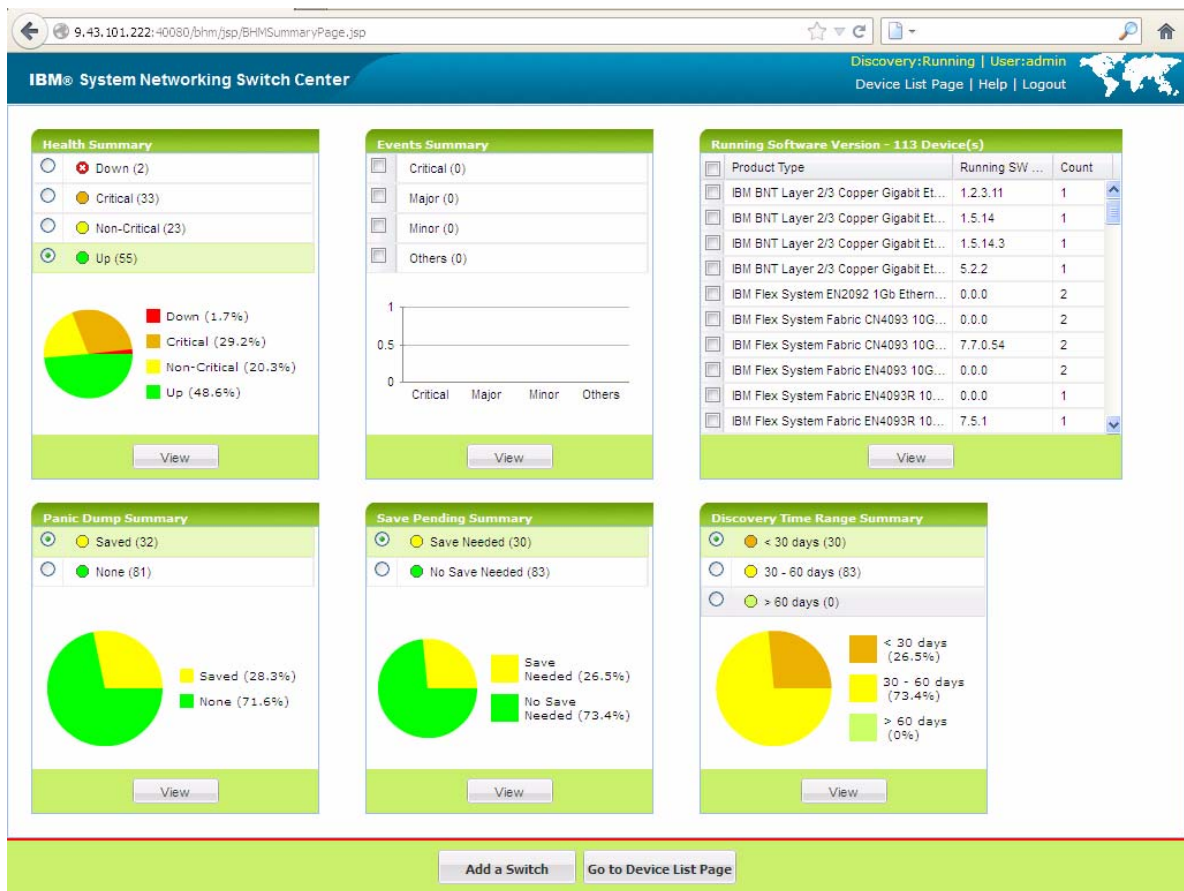 9.43.101.222:40080/bhm/jsp/BHMSummaryPage.jsp
IBM® System Networking Switch Center
Discovery:Running | User:admin
Device List Page | Help | Logout
Health Summary
Down (2)
Critical (33)
Non-Critical (23)
Up (55)
Down (1.7%)
Critical (29.2%)
Non-Critical (20.3%)
Up (48.6%)
View
Events Summary
Critical (0)
Major (0)
Minor (0)
Others (0)
1
0.5
0
Critical Major Minor Others
View
Running Software Version - 113 Device(s)
Product Type Running SW ... Count
IBM BNT Layer 2/3 Copper Gigabit Et... 1.2.3.11 1
IBM BNT Layer 2/3 Copper Gigabit Et... 1.5.14 1
IBM BNT Layer 2/3 Copper Gigabit Et... 1.5.14.3 1
IBM BNT Layer 2/3 Copper Gigabit Et... 5.2.2 1
IBM Flex System EN2092 1Gb Ethern... 0.0.0 2
IBM Flex System Fabric CN4093 10G... 0.0.0 2
IBM Flex System Fabric CN4093 10G... 7.7.0.54 2
IBM Flex System Fabric EN4093 10G... 0.0.0 2
IBM Flex System Fabric EN4093R 10... 0.0.0 1
IBM Flex System Fabric EN4093R 10... 7.5.1 1
View
Panic Dump Summary
Saved (32)
None (81)
Saved (28.3%)
None (71.6%)
View
Save Pending Summary
Save Needed (30)
No Save Needed (83)
Save
Needed (26.5%)
No Save
Needed (73.4%)
View
Discovery Time Range Summary
< 30 days (30)
30 - 60 days (83)
> 60 days (0)
< 30 days
(26.5%)
30 - 60 days
(73.4%)
> 60 days
(0%)
View
Add a Switch
Go to Device List Page